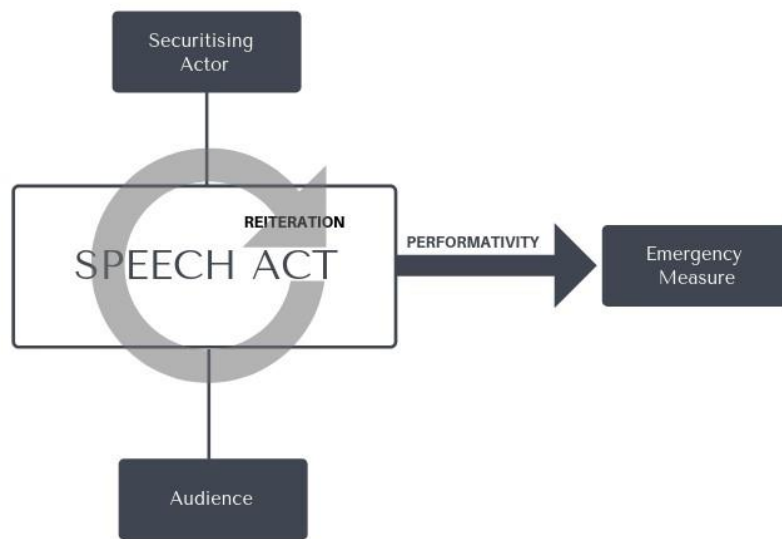 Securitising
Actor
REITERATION
SPEECH ACT
PERFORMATIVITY
Emergency
Measure
Audience